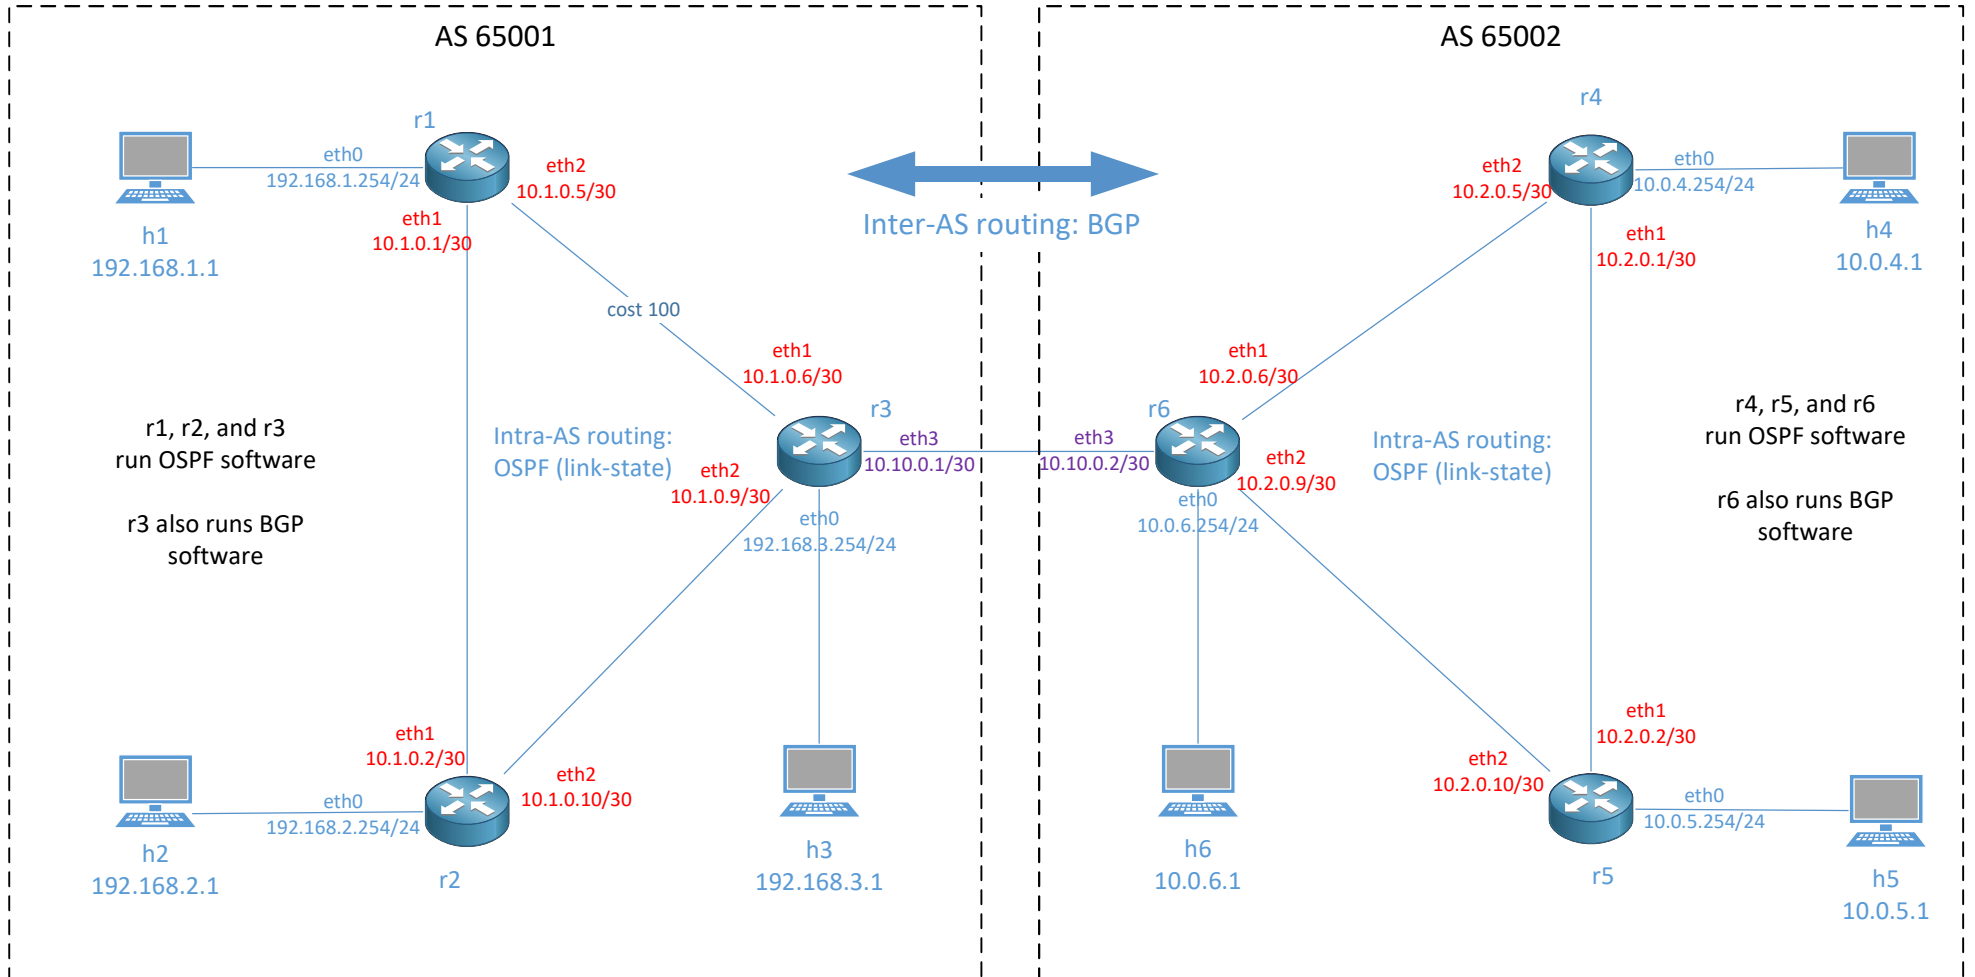 AS 65001
AS 65002
r1
r4
eth0
192.168.1.254/24
eth2
10.1.0.5/30
eth1
10.1.0.1/30
h1
192.168.1.1
Inter-AS routing: BGP
eth2
10.2.0.5/30
eth0
10.0.4.254/24
eth1
10.2.0.1/30
h4
10.0.4.1
cost 100
eth1
10.1.0.6/30
r3
eth1
10.2.0.6/30
r6
r1, r2, and r3
run OSPF software
r3 also runs BGP
software
Intra-AS routing:
OSPF (link-state)
eth2
10.1.0.9/30
eth3
10.10.0.1/30
eth3
10.10.0.2/30
eth2
10.2.0.9/30
Intra-AS routing:
OSPF (link-state)
r4, r5, and r6
run OSPF software
r6 also runs BGP
software
eth0
192.168.3.254/24
eth0
10.0.6.254/24
eth1
10.1.0.2/30
eth2
10.1.0.10/30
eth0
192.168.2.254/24
h2
192.168.2.1
r2
h3
192.168.3.1
h6
10.0.6.1
eth1
10.2.0.2/30
eth2
10.2.0.10/30
eth0
10.0.5.254/24
r5
h5
10.0.5.1